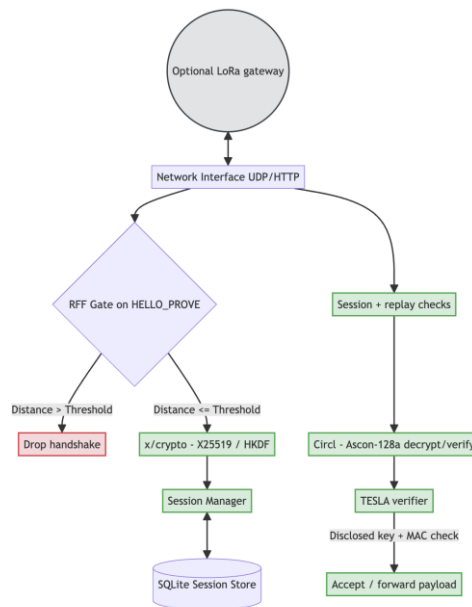 Optional LoRa gateway
Network Interface UDP/HTTP
RFF Gate on HELLO_PROVE
Session + replay checks
Distance > Threshold
Distance <= Threshold
Drop handshake
x/crypto - X25519 / HKDF
Circl - Ascon-128a decrypt/verify
Session Manager
TESLA verifier
Disclosed key + MAC check
SQLite Session Store
Accept / forward payload